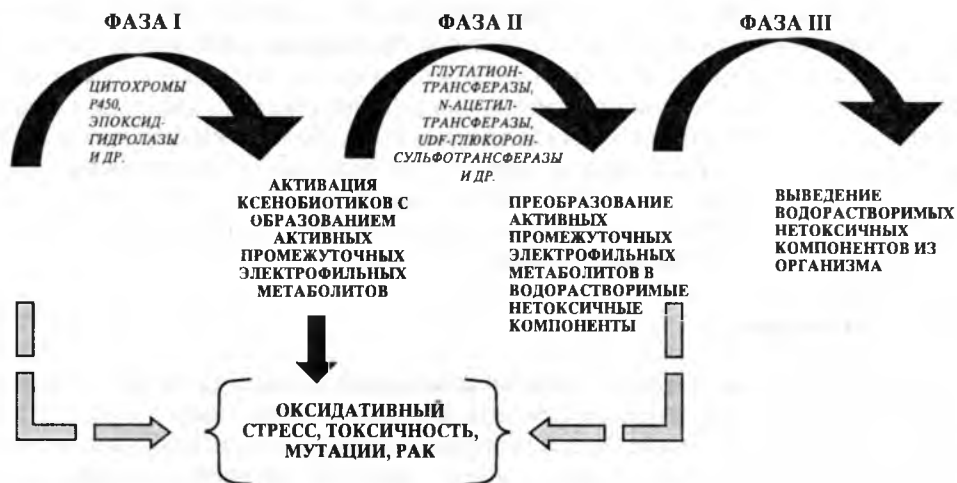 ФАЗА I
ФАЗА II
ФАЗА III
ЦИТОХРОМЫ
P450,
ЭПОКСИД-
ГИДРОЛАЗЫ
И ДР.
ГЛУТАТИОН-
ТРАНСФЕРАЗЫ,
N-АЦЕТИЛ-
ТРАНСФЕРАЗЫ,
UDF-ГЛЮКОРОН-
СУЛЬФОТРАНСФЕРАЗЫ
И ДР.
АКТИВАЦИЯ
КСЕНОБИОТИКОВ С
ОБРАЗОВАНИЕМ
АКТИВНЫХ
ПРОМЕЖУТОЧНЫХ
ЭЛЕКТРОФИЛЬНЫХ
МЕТАБОЛИТОВ
ПРЕОБРАЗОВАНИЕ
АКТИВНЫХ
ПРОМЕЖУТОЧНЫХ
ЭЛЕКТРОФИЛЬНЫХ
МЕТАБОЛИТОВ В
ВОДОРАСТВОРИМЫЕ
НЕТОКСИЧНЫЕ
КОМПОНЕНТЫ
ВЫВЕДЕНИЕ
ВОДОРАСТВОРИМЫХ
НЕТОКСИЧНЫХ
КОМПОНЕНТОВ ИЗ
ОРГАНИЗМА
ОКСИДАТИВНЫЙ
СТРЕСС, ТОКСИЧНОСТЬ,
МУТАЦИИ, РАК